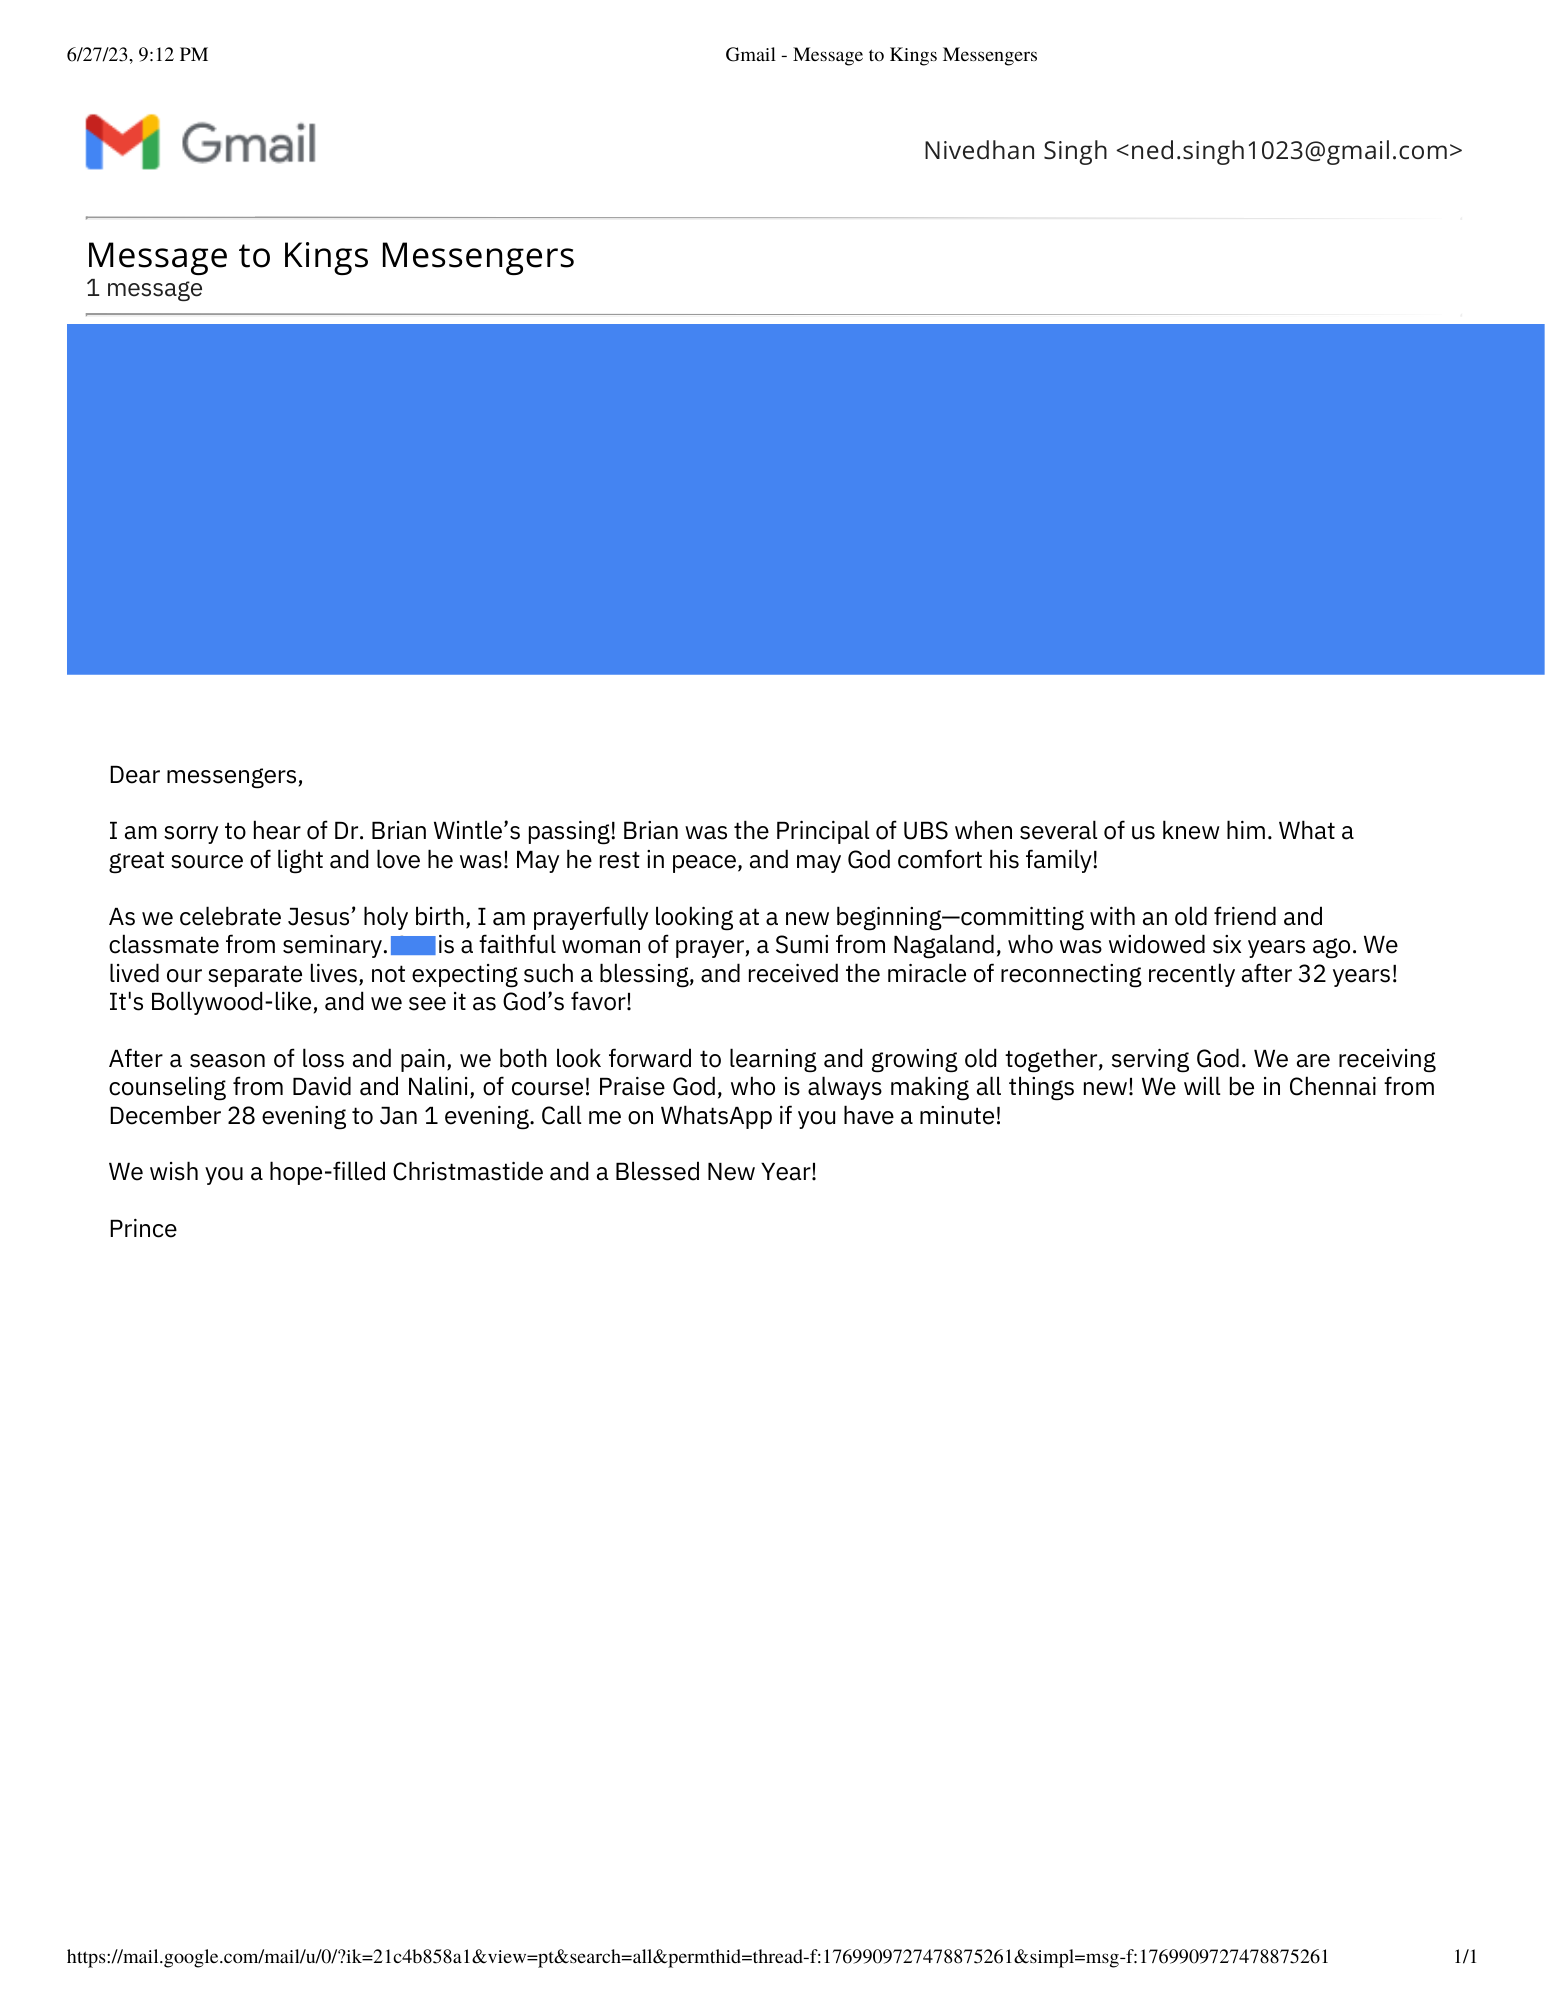 6/27/23, 9:12 PM
Gmail - Message to Kings Messengers
Gmail
Nivedhan Singh <ned.singh1023@gmail.com>
Message to Kings Messengers
1 message
Dear messengers,
I am sorry to hear of Dr. Brian Wintle’s passing! Brian was the Principal of UBS when several of us knew him. What a
great source of light and love he was! May he rest in peace, and may God comfort his family!
As we celebrate Jesus’ holy birth, I am prayerfully looking at a new beginning—committing with an old friend and
classmate from seminary. is a faithful woman of prayer, a Sumi from Nagaland, who was widowed six years ago. We
lived our separate lives, not expecting such a blessing, and received the miracle of reconnecting recently after 32 years!
It's Bollywood-like, and we see it as God’s favor!
After a season of loss and pain, we both look forward to learning and growing old together, serving God. We are receiving
counseling from David and Nalini, of course! Praise God, who is always making all things new! We will be in Chennai from
December 28 evening to Jan 1 evening. Call me on WhatsApp if you have a minute!
We wish you a hope-filled Christmastide and a Blessed New Year!
Prince
https://mail.google.com/mail/u/0/?ik=21c4b858a1&view=pt&search=all&permthid=thread-f:1769909727478875261&simpl=msg-f:1769909727478875261
1/1